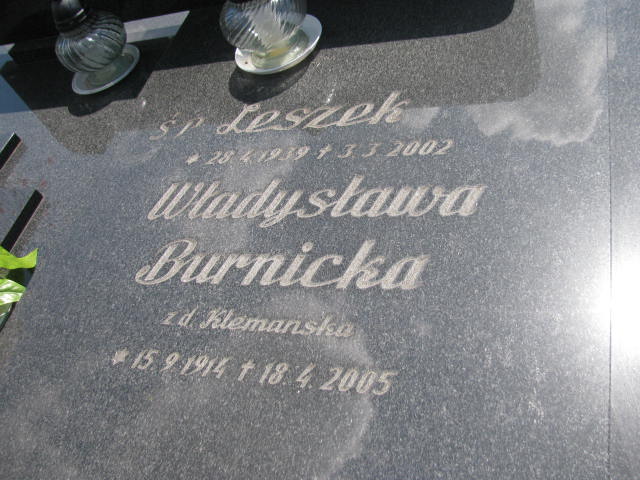 Ś P Leszek
* 28.4.1939 + 3.3.2002
Władysława
Burnicka
z d. Klemańska
* 15.9.1914 + 18.4.2005